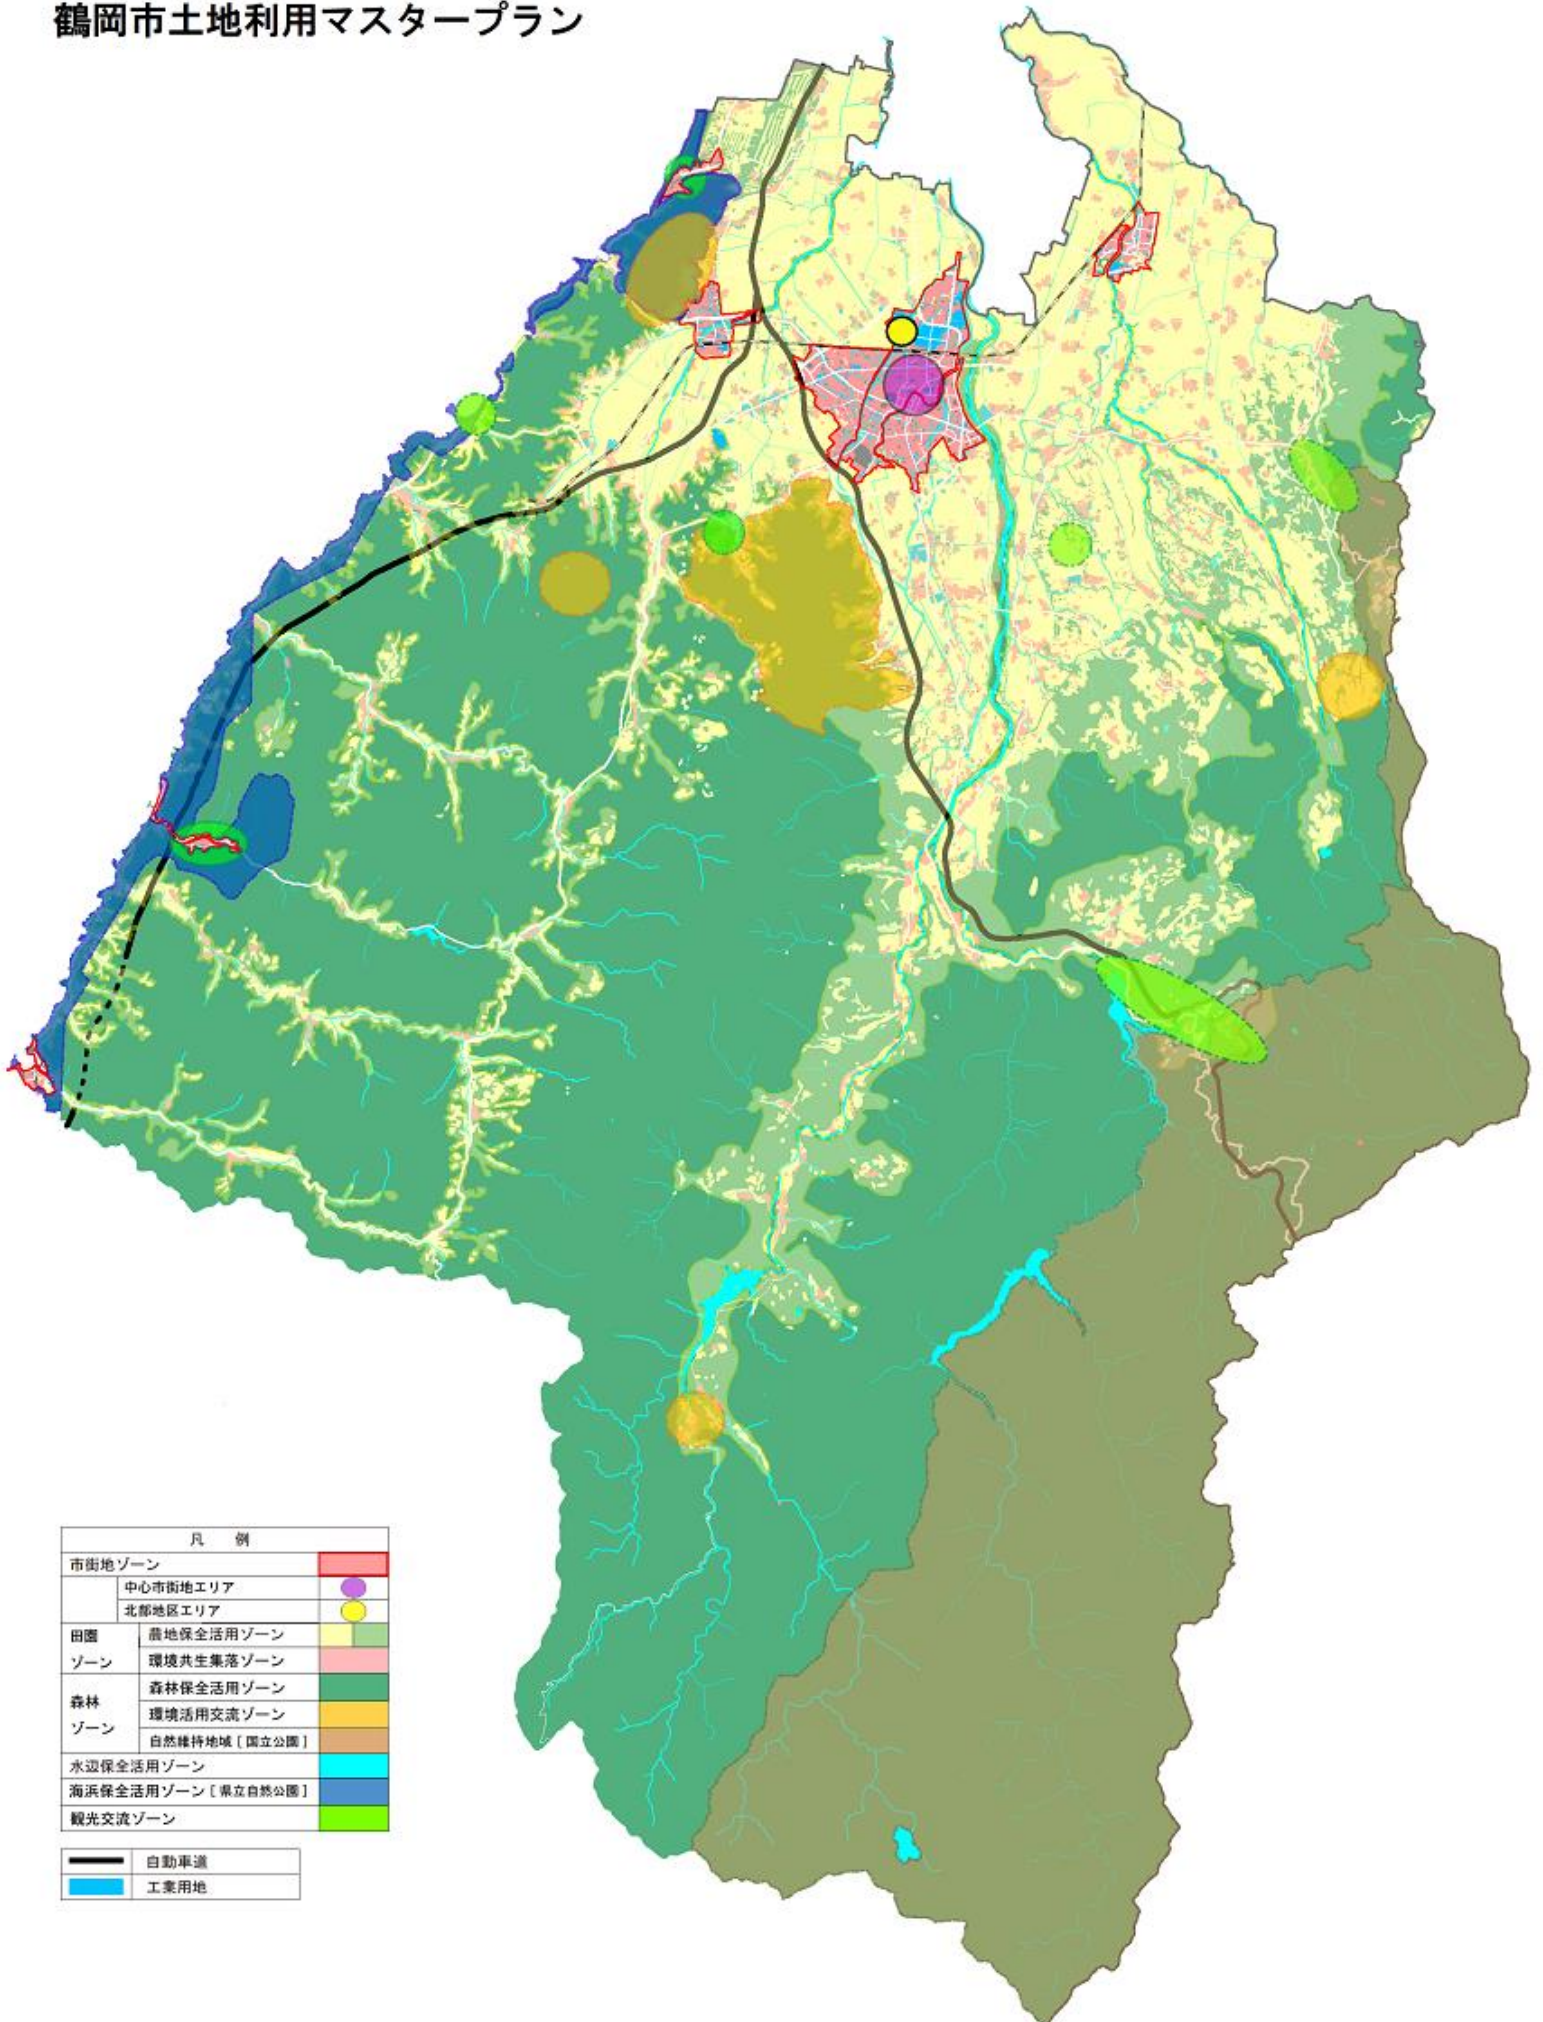 鶴岡市土地利用マスタープラン
凡 例
市街地ゾーン
中心市街地エリア
北部地区エリア
田園
ゾーン
農地保全活用ゾーン
環境共生集落ゾーン
森林
ゾーン
森林保全活用ゾーン
環境活用交流ゾーン
自然維持地域［国立公園］
水辺保全活用ゾーン
海浜保全活用ゾーン［県立自然公園］
観光交流ゾーン
自動車道
工業用地